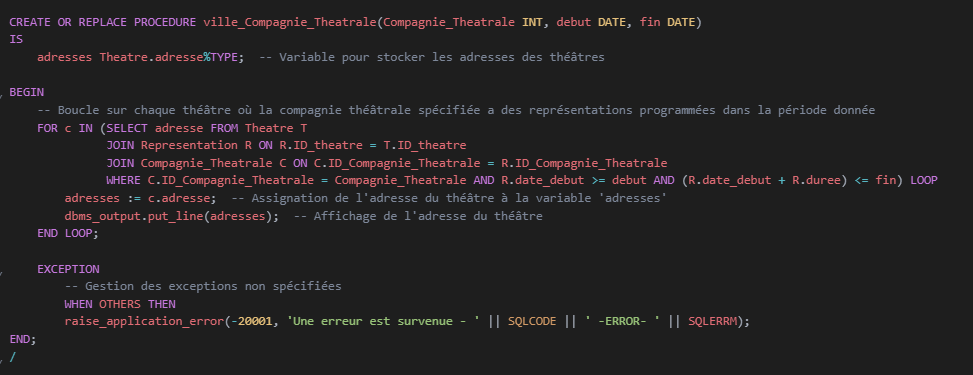 CREATE OR REPLACE PROCEDURE ville_Compagnie_Theatrale(Compagnie_Theatrale INT, debut DATE, fin DATE)
IS
    adresses Theatre.adresse%TYPE;  -- Variable pour stocker les adresses des théâtres

BEGIN
    -- Boucle sur chaque théâtre où la compagnie théâtrale spécifiée a des représentations programmées dans la période donnée
    FOR c IN (SELECT adresse FROM Theatre T
              JOIN Representation R ON R.ID_theatre = T.ID_theatre
              JOIN Compagnie_Theatrale C ON C.ID_Compagnie_Theatrale = R.ID_Compagnie_Theatrale
              WHERE C.ID_Compagnie_Theatrale = Compagnie_Theatrale AND R.date_debut >= debut AND (R.date_debut + R.duree) <= fin) LOOP
        adresses := c.adresse;  -- Assignation de l'adresse du théâtre à la variable 'adresses'
        dbms_output.put_line(adresses);  -- Affichage de l'adresse du théâtre
    END LOOP;

    EXCEPTION
        -- Gestion des exceptions non spécifiées
        WHEN OTHERS THEN
        raise_application_error(-20001, 'Une erreur est survenue - ' || SQLCODE || ' -ERROR- ' || SQLERRM);
END;
/